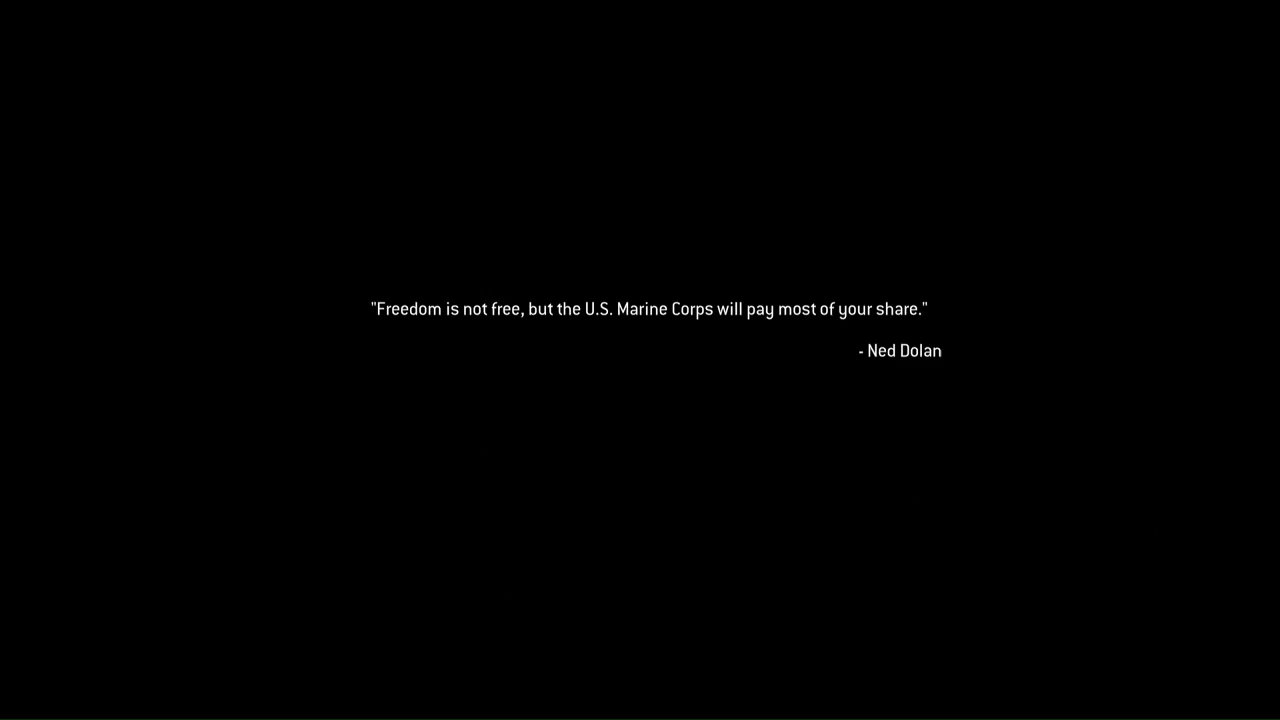 "Freedom is not free, but the U.S. Marine Corps will pay most of your share."
- Ned Dolan